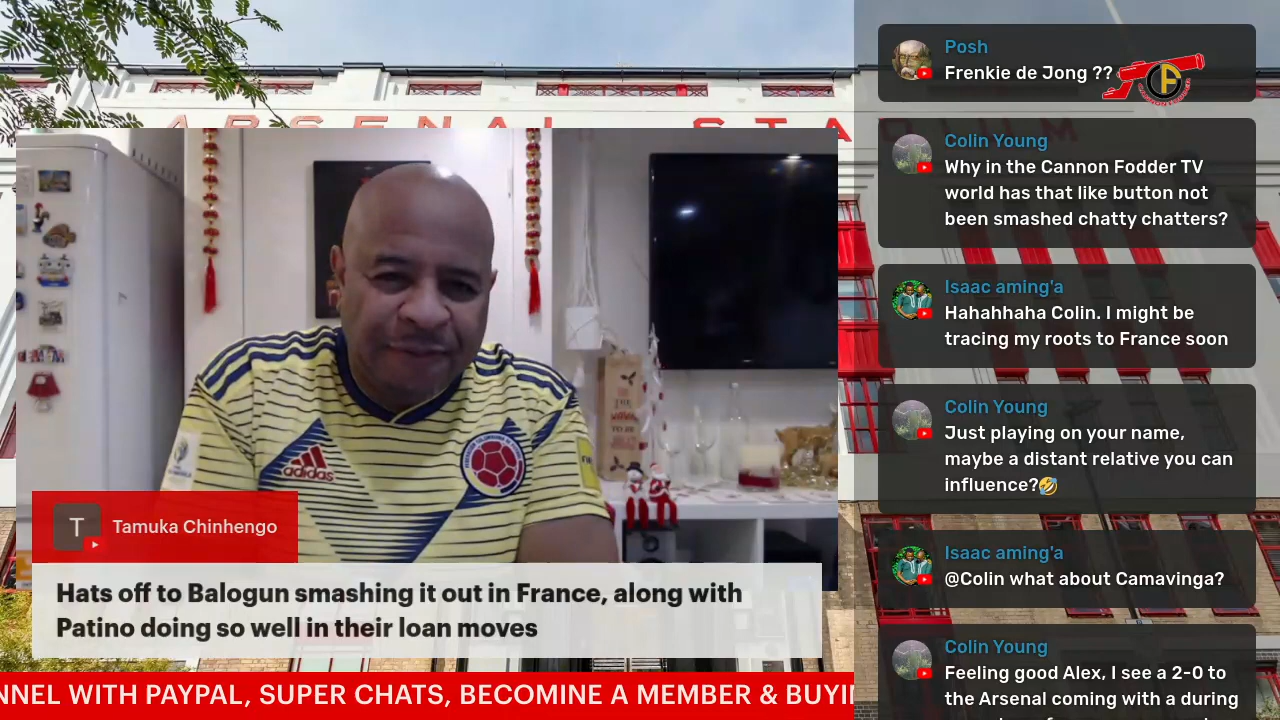 ARSENAL STA
adidas
T
Tamuka Chinhengo
Hats off to Balogun smashing it out in France, along with
Patino doing so well in their loan moves
NNEL WITH PAYPAL, SUPER CHATS, BECOMINE A MEMBER & BUYI
Posh
Frenkie de Jong ??
Colin Young
Why in the Cannon Fodder TV
world has that like button not
been smashed chatty chatters?
Isaac aming'a
Hahahhaha Colin. I might be
tracing my roots to France soon
Colin Young
Just playing on your name,
maybe a distant relative you can
influence?🤣
Isaac aming'a
@Colin what about Camavinga?
Colin Young
Feeling good Alex, I see a 2-0 to
the Arsenal coming with a during